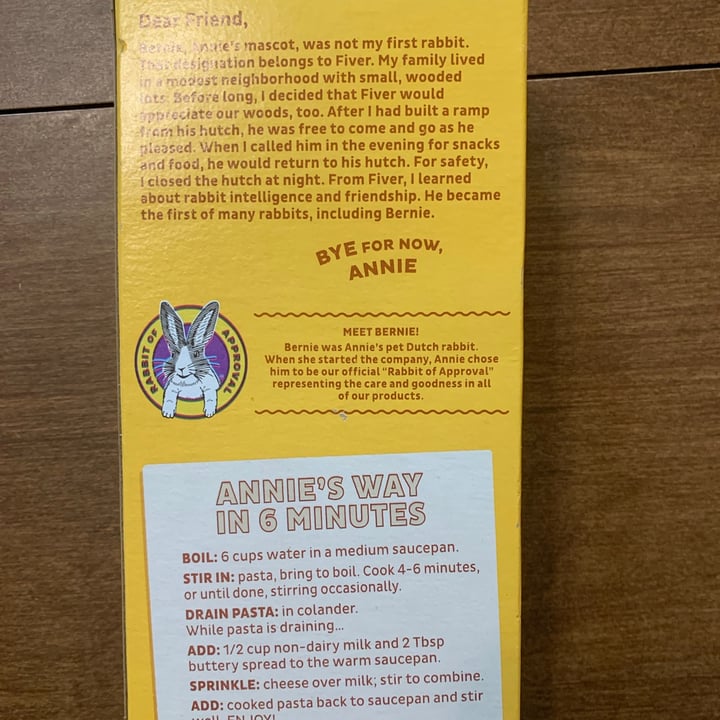 Dear Friend,
Bernie, Annie's mascot, was not my first rabbit.
That designation belongs to Fiver. My family lived
in a modest neighborhood with small, wooded
lots. Before long, I decided that Fiver would
appreciate our woods, too. After I had built a ramp
from his hutch, he was free to come and go as he
pleased. When I called him in the evening for snacks
and food, he would return to his hutch. For safety,
I closed the hutch at night. From Fiver, I learned
about rabbit intelligence and friendship. He became
the first of many rabbits, including Bernie.
BYE FOR NOW,
ANNIE
RABBIT OF APPROVAL
MEET BERNIE!
Bernie was Annie's pet Dutch rabbit.
When she started the company, Annie chose
him to be our official "Rabbit of Approval"
representing the care and goodness in all
of our products.
ANNIE'S WAY
IN 6 MINUTES
BOIL: 6 cups water in a medium saucepan.
STIR IN: pasta, bring to boil. Cook 4-6 minutes,
or until done, stirring occasionally.
DRAIN PASTA: in colander.
While pasta is draining...
ADD: 1/2 cup non-dairy milk and 2 Tbsp
buttery spread to the warm saucepan.
SPRINKLE: cheese over milk; stir to combine.
ADD: cooked pasta back to saucepan and stir
well. ENJOY!